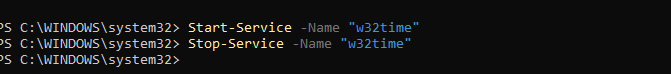 PS C:\WINDOWS\system32> Start-Service -Name "w32time"
PS C:\WINDOWS\system32> Stop-Service -Name "w32time"
PS C:\WINDOWS\system32>